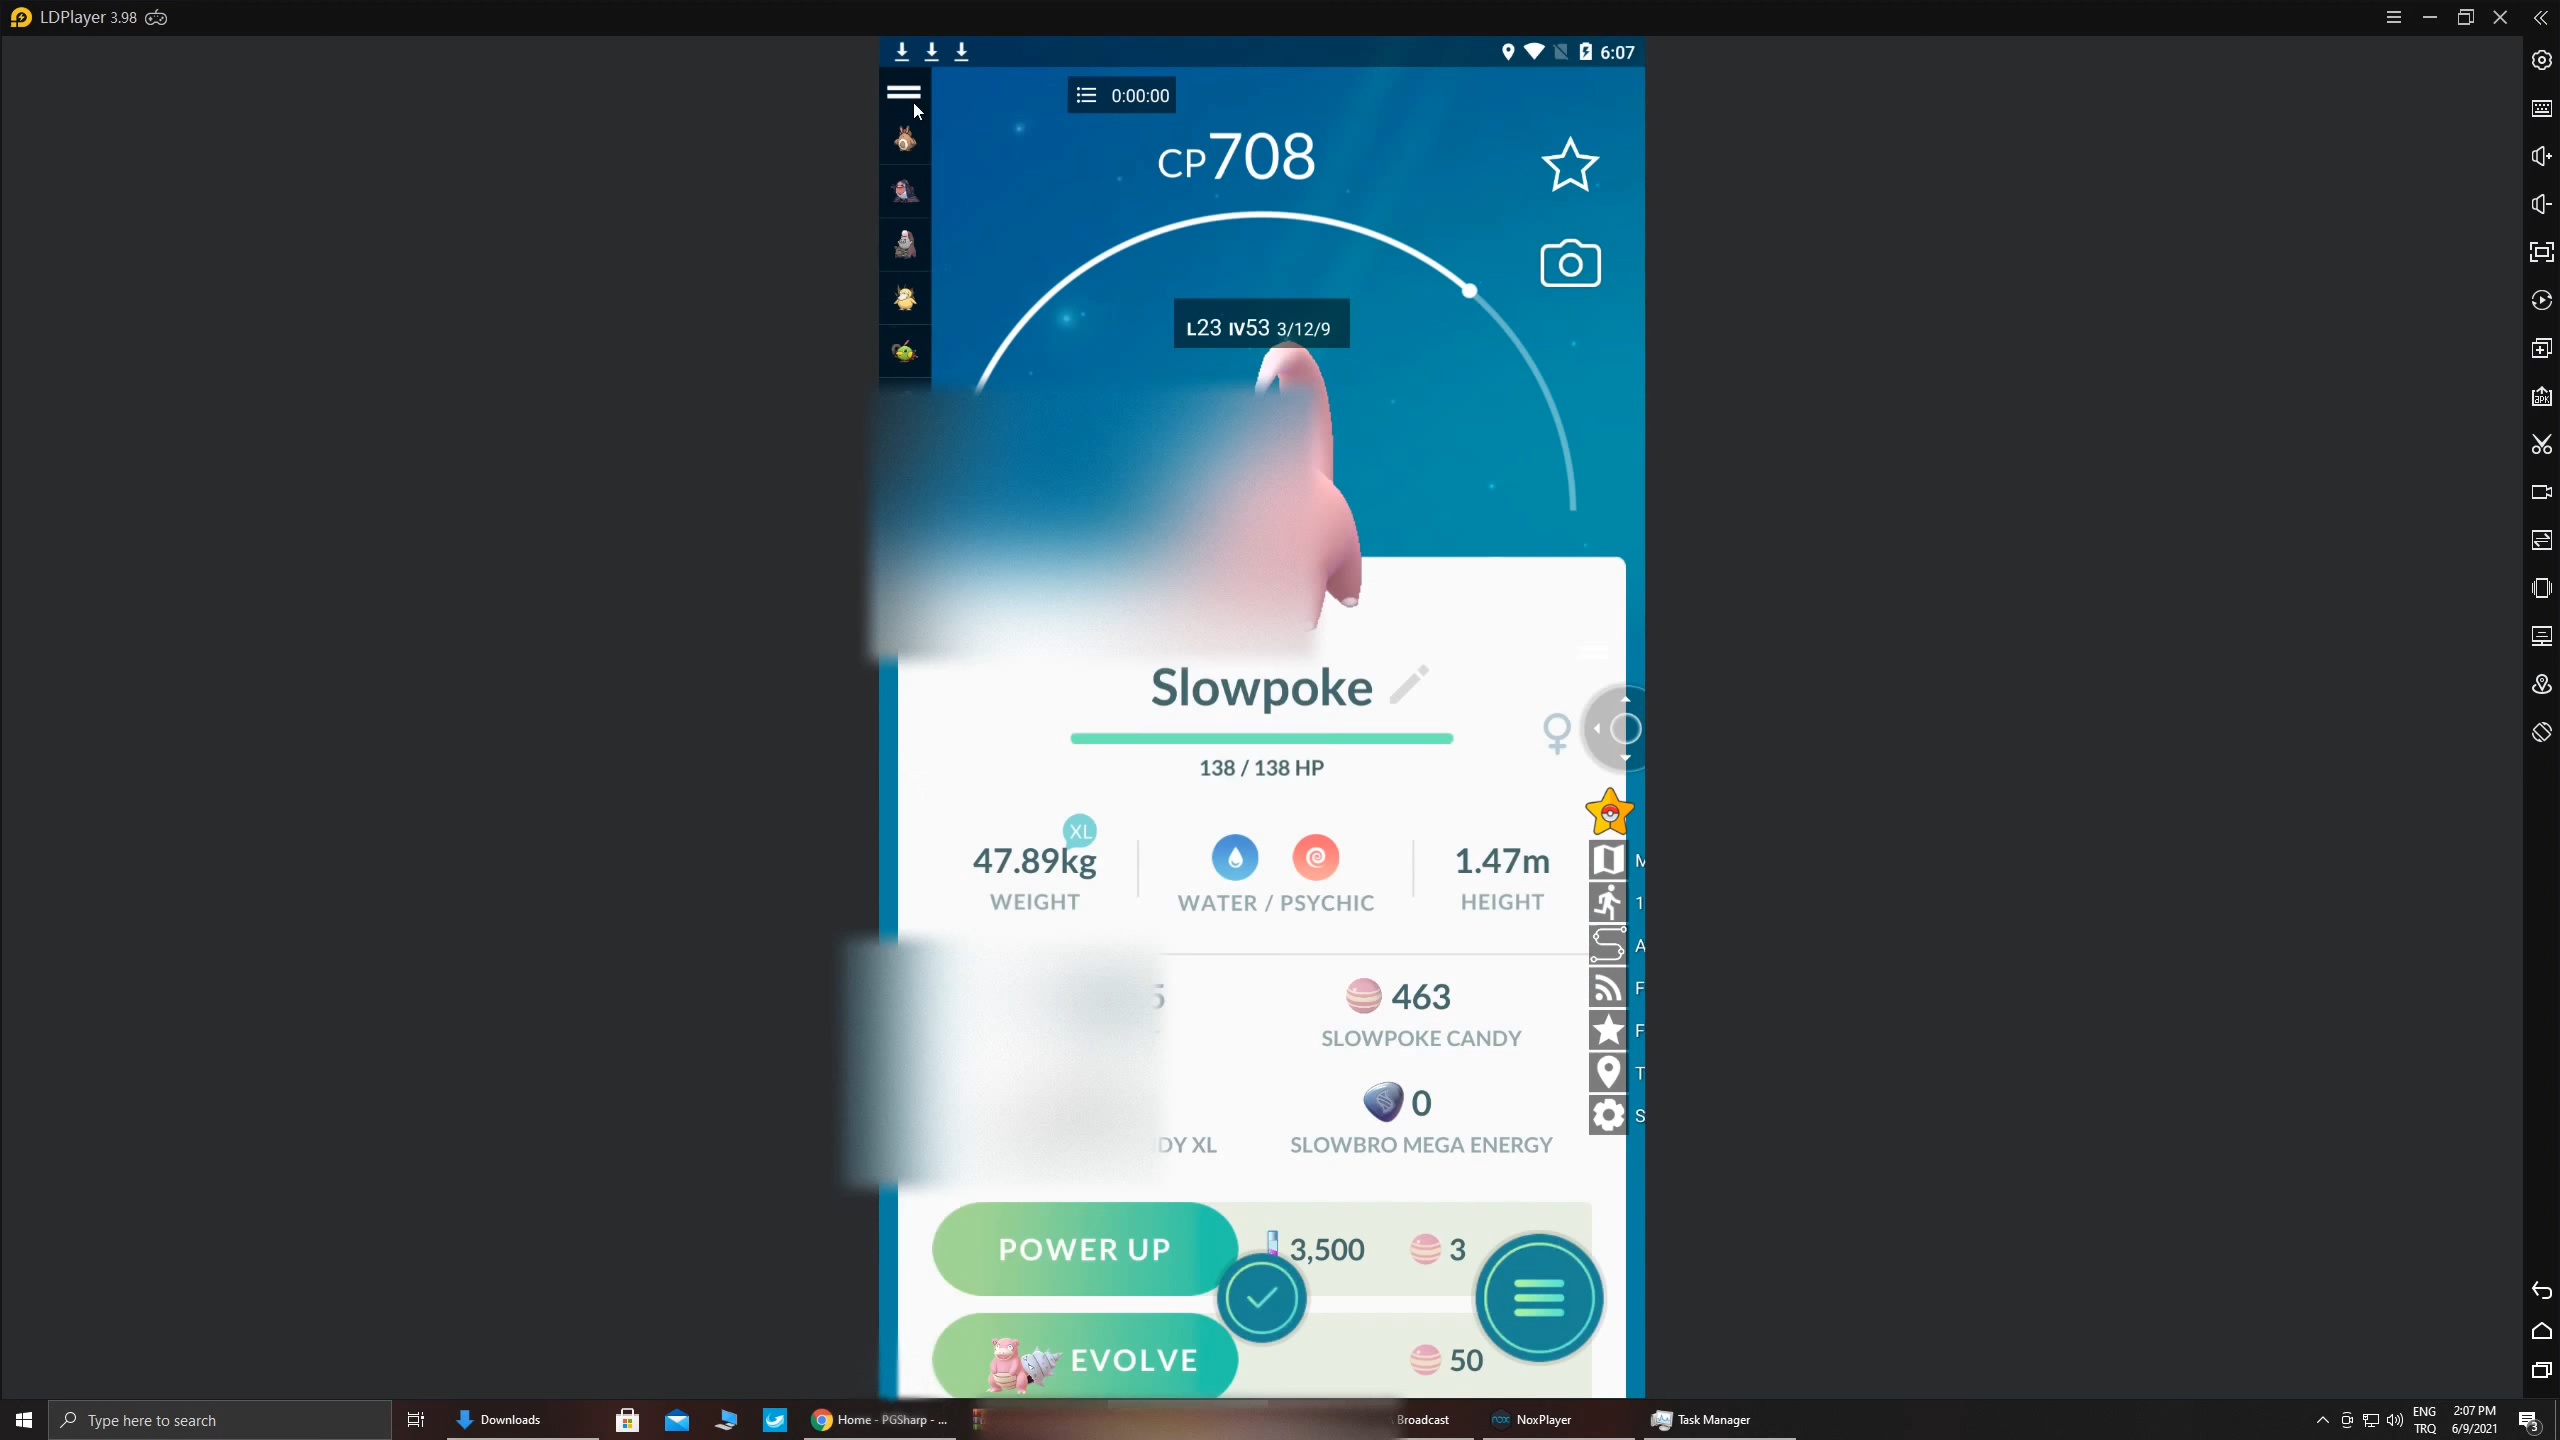 LDPlayer 3.98
6:07
0:00:00
CP708
L23 IV53 3/12/9
Slowpoke
138 / 138 HP
XL
47.89kg
WEIGHT
WATER / PSYCHIC
1.47m
HEIGHT
M
1
A
F
F
T
S
5
463
SLOWPOKE CANDY
0
DY XL
SLOWBRO MEGA ENERGY
POWER UP
3,500
3
EVOLVE
50
Type here to search
Downloads
Home - PGSharp - ...
Broadcast
NoxPlayer
Task Manager
ENG
TRQ
2:07 PM
6/9/2021
3